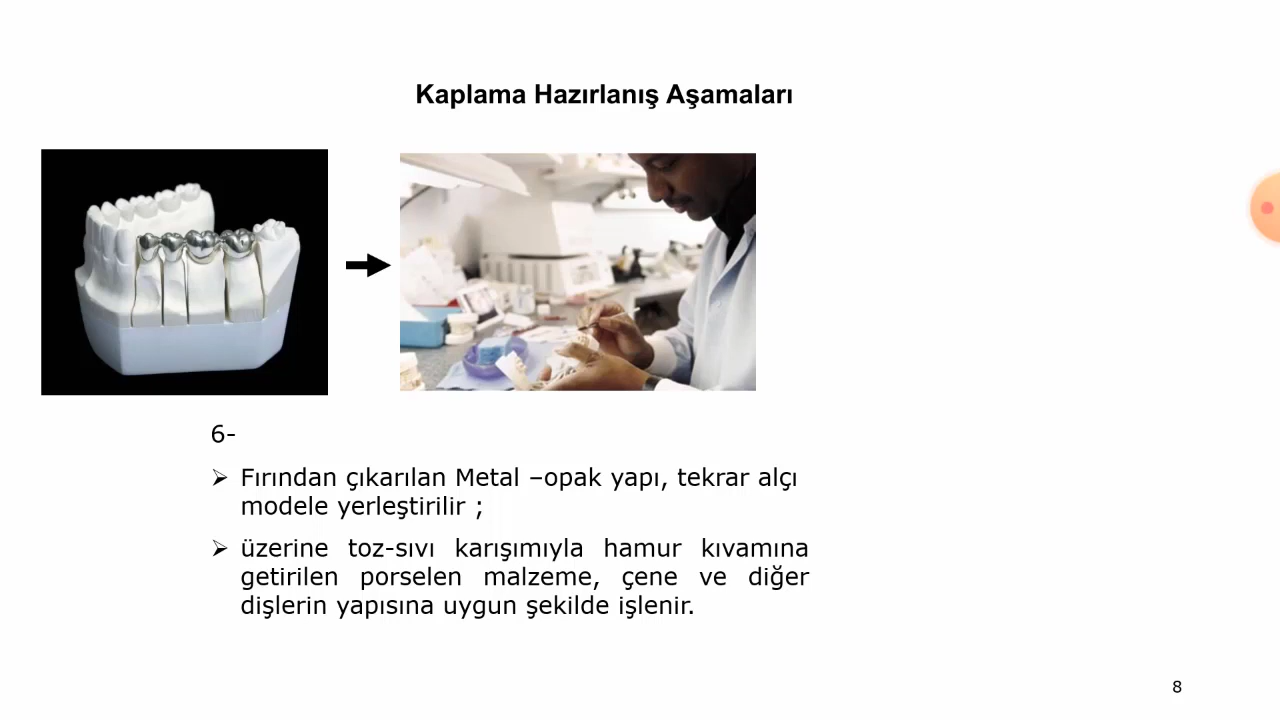 Kaplama Hazırlanış Aşamaları
6-
⮚ Fırından çıkarılan Metal –opak yapı, tekrar alçı
modele yerleştirilir ;
⮚ üzerine toz-sıvı karışımıyla hamur kıvamına
getirilen porselen malzeme, çene ve diğer
dişlerin yapısına uygun şekilde işlenir.
8